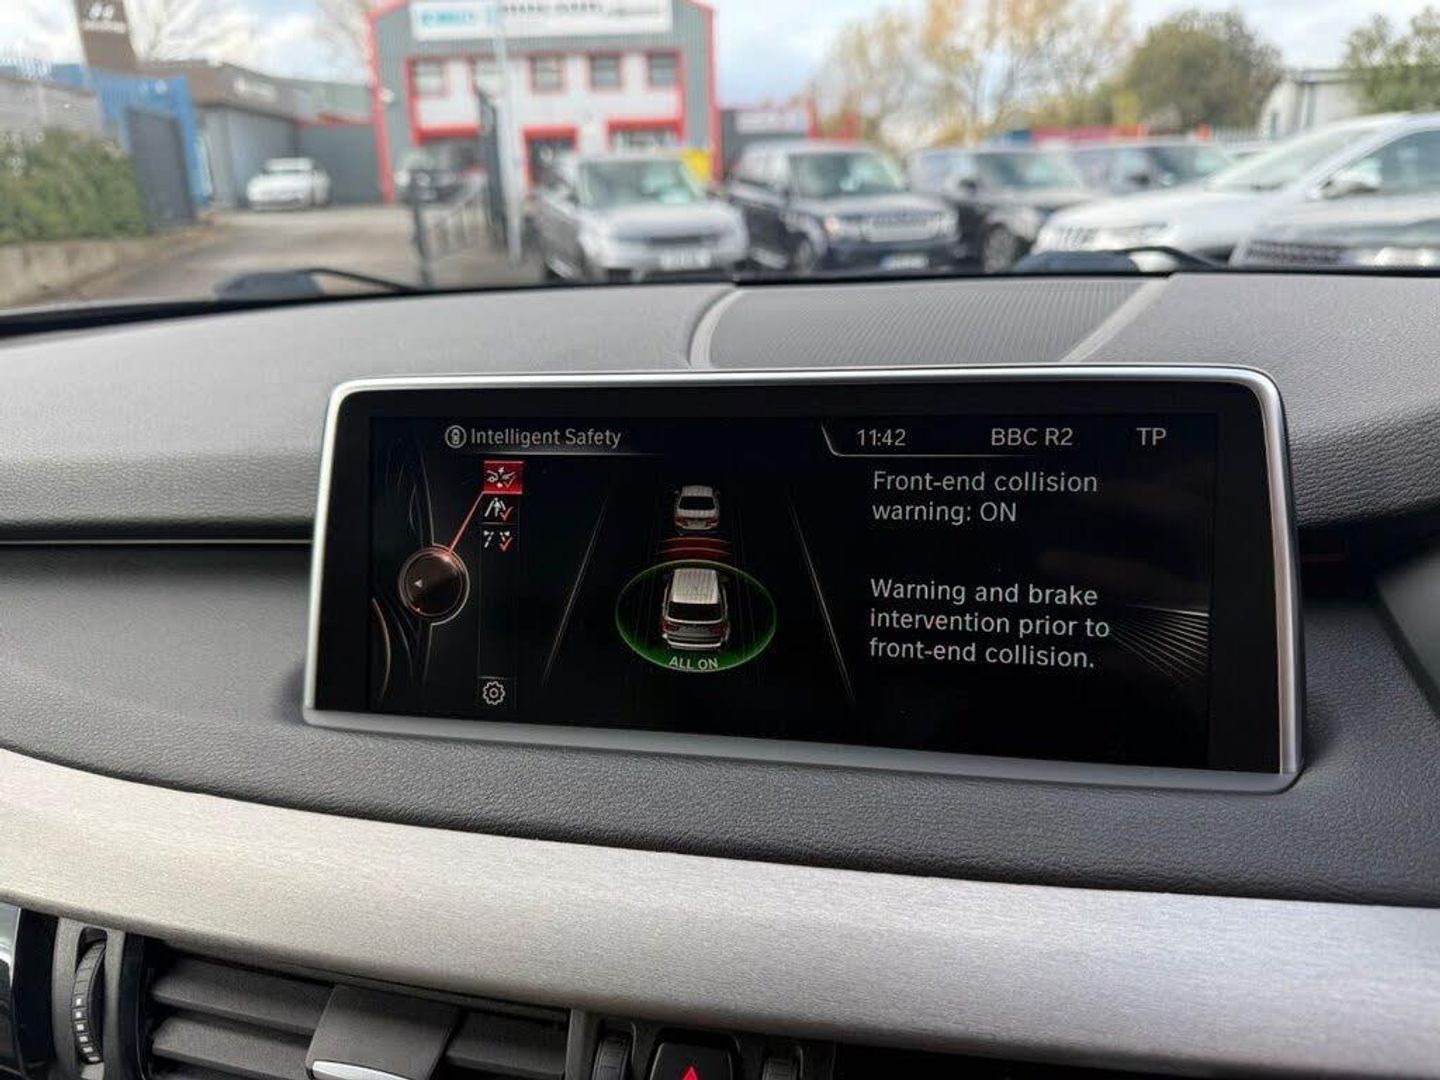 Intelligent Safety
11:42 BBC R2 TP
Front-end collision
warning: ON
Warning and brake
intervention prior to
front-end collision.
ALL ON